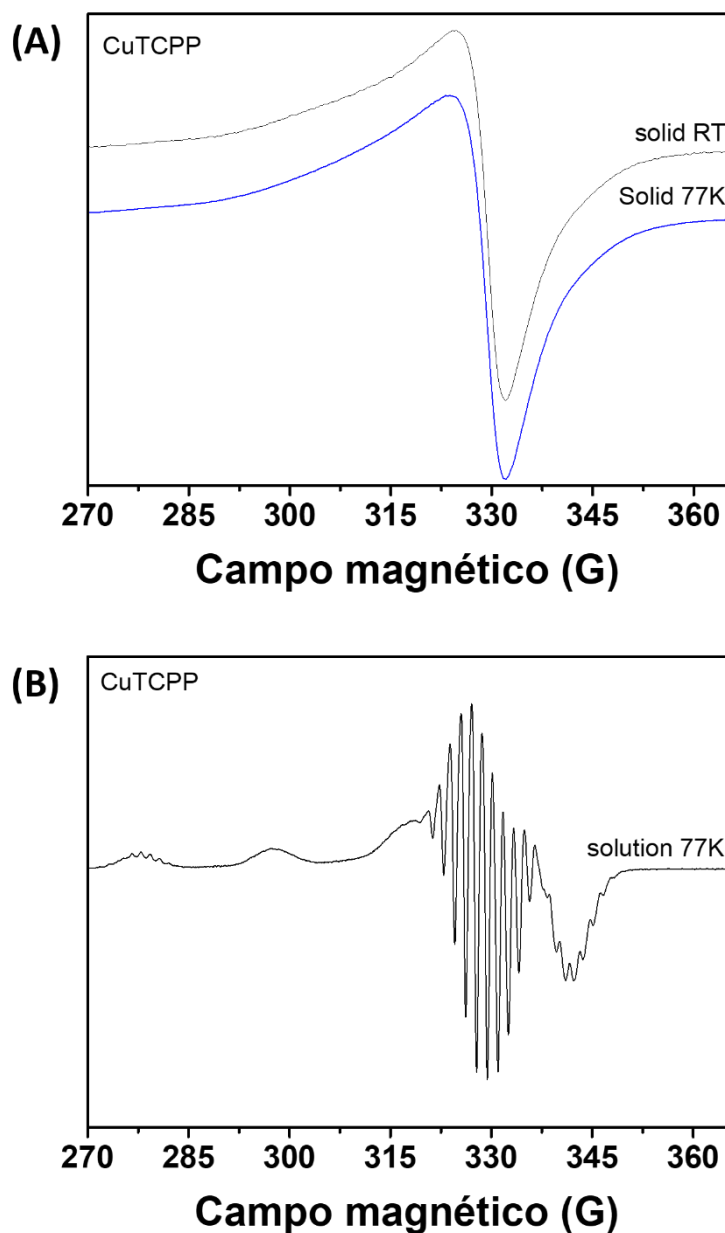 (A)
CuTCPP
solid RT
Solid 77K
270 285 300 315 330 345 360
Campo magnético (G)
(B)
CuTCPP
solution 77K
270 285 300 315 330 345 360
Campo magnético (G)